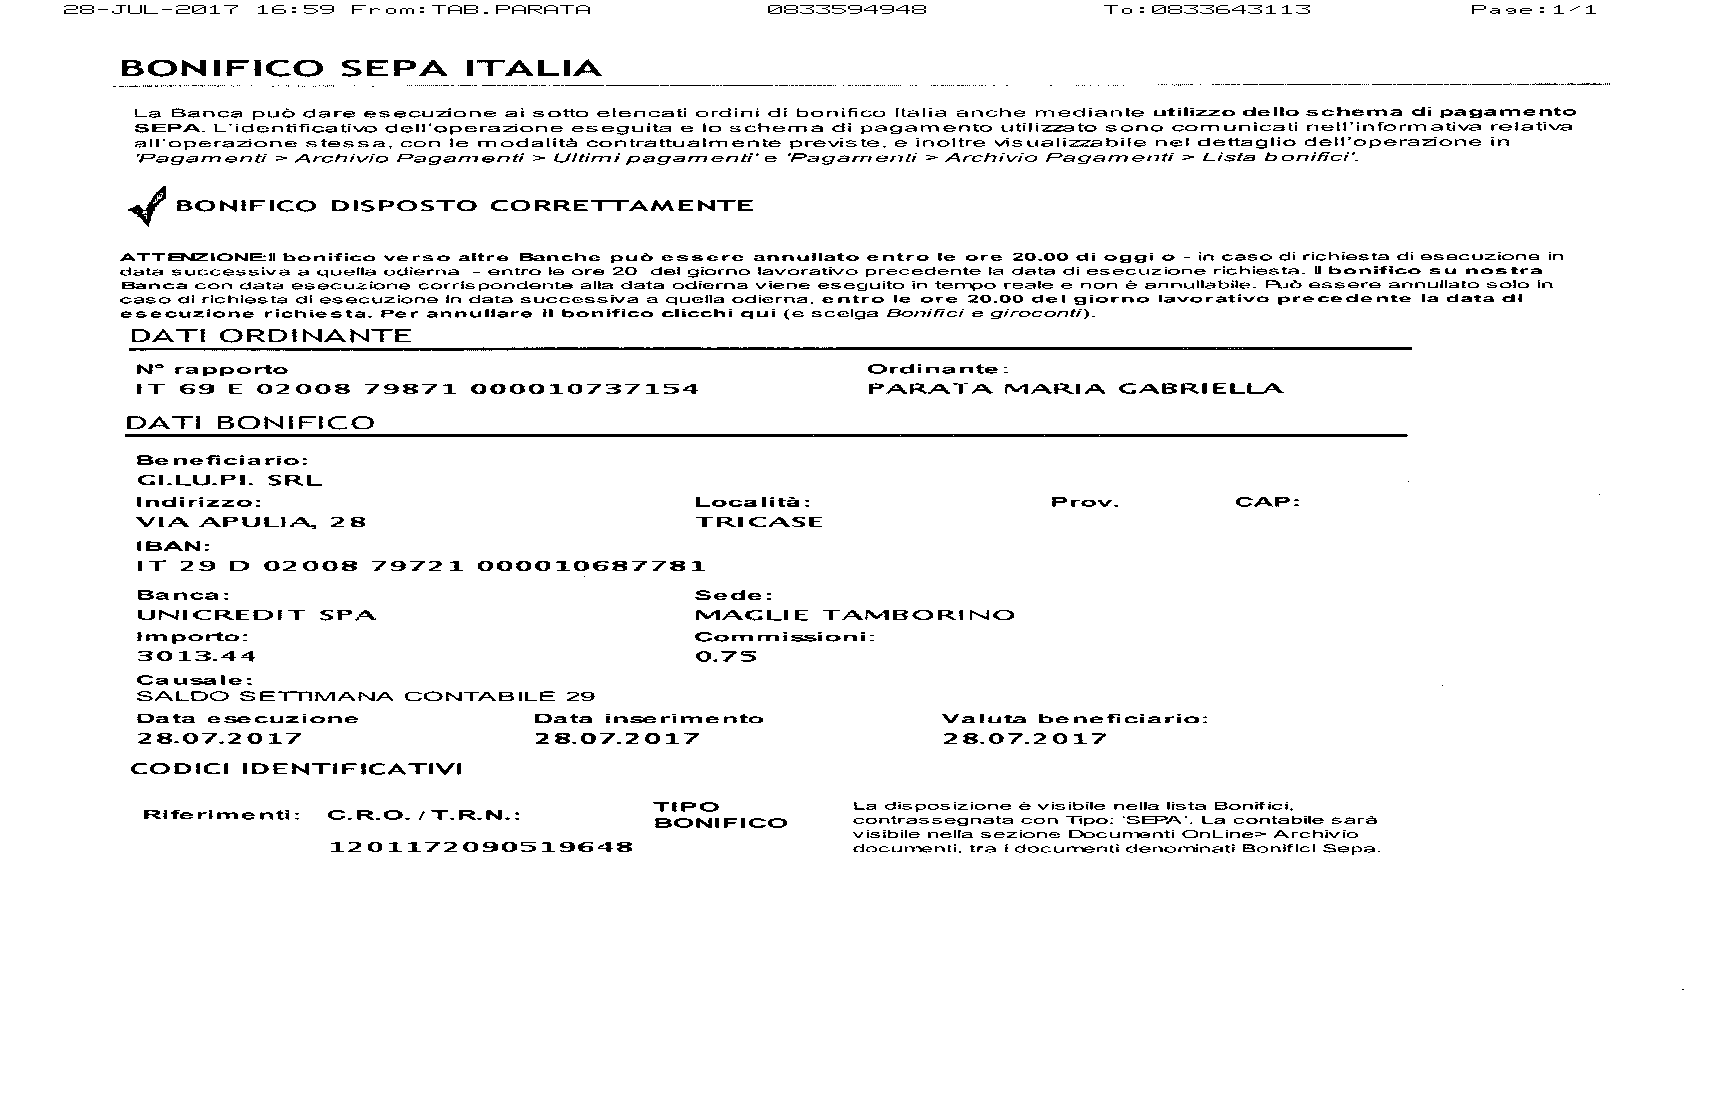 28-JUL-2017 16:59 From:TAB.PARATA 0833594948 To:0833643113 Page:1/1
BONIFICO SEPA ITALIA
La Banca può dare esecuzione ai sotto elencati ordini di bonifico Italia anche mediante utilizzo dello schema di pagamento
SEPA. L'identificativo dell'operazione eseguita e lo schema di pagamento utilizzato sono comunicati nell'informativa relativa
all'operazione stessa, con le modalità contrattualmente previste, e inoltre visualizzabile nel dettaglio dell'operazione in
'Pagamenti > Archivio Pagamenti > Ultimi pagamenti' e 'Pagamenti > Archivio Pagamenti > Lista bonifici'.
BONIFICO DISPOSTO CORRETTAMENTE
ATTENZIONE:Il bonifico verso altre Banche può essere annullato entro le ore 20.00 di oggi o - in caso di richiesta di esecuzione in
data successiva a quella odierna - entro le ore 20 del giorno lavorativo precedente la data di esecuzione richiesta. Il bonifico su nostra
Banca con data esecuzione corrispondente alla data odierna viene eseguito in tempo reale e non è annullabile. Può essere annullato solo in
caso di richiesta di esecuzione in data successiva a quella odierna, entro le ore 20.00 del giorno lavorativo precedente la data di
esecuzione richiesta. Per annullare il bonifico clicchi qui (e scelga Bonifici e giroconti).
DATI ORDINANTE
N° rapporto Ordinante:
IT 69 E 02008 79871 000010737154 PARATA MARIA GABRIELLA
DATI BONIFICO
Beneficiario:
GI.LU.PI. SRL
Indirizzo: Località: Prov. CAP:
VIA APULIA, 28 TRICASE
IBAN:
IT 29 D 02008 79721 000010687781
Banca: Sede:
UNICREDIT SPA MAGLIE TAMBORINO
Importo: Commissioni:
3013.44 0.75
Causale:
SALDO SETTIMANA CONTABILE 29
Data esecuzione Data inserimento Valuta beneficiario:
28.07.2017 28.07.2017 28.07.2017
CODICI IDENTIFICATIVI
Riferimenti: C.R.O. / T.R.N.:
1201172090519648
TIPO
BONIFICO
La disposizione è visibile nella lista Bonifici,
contrassegnata con Tipo: 'SEPA'. La contabile sarà
visibile nella sezione Documenti OnLine> Archivio
documenti, tra i documenti denominati Bonifici Sepa.